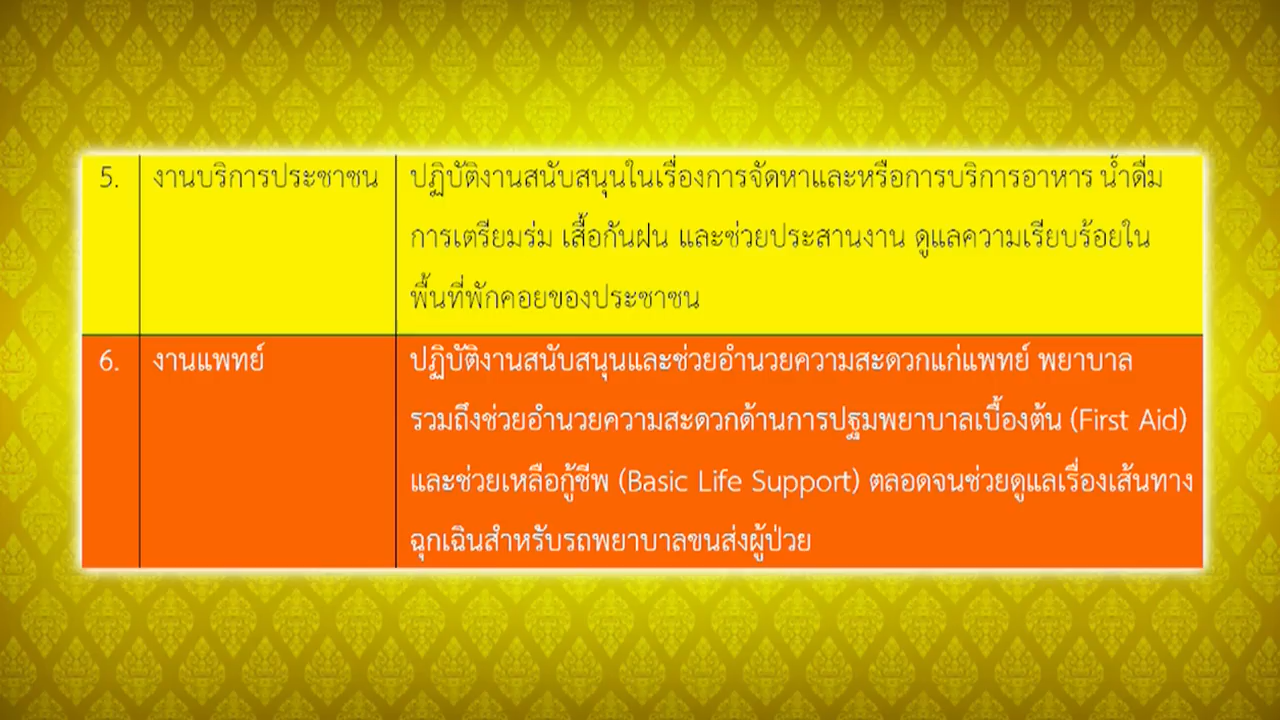 5. งานบริการประชาชน ปฏิบัติงานสนับสนุนในเรื่องการจัดหาและหรือการบริการอาหาร น้ำดื่ม
การเตรียมร่ม เสื้อกันฝน และช่วยประสานงาน ดูแลความเรียบร้อยใน
พื้นที่พักคอยของประชาชน
6. งานแพทย์ ปฏิบัติงานสนับสนุนและช่วยอำนวยความสะดวกแก่แพทย์ พยาบาล
รวมถึงช่วยอำนวยความสะดวกด้านการปฐมพยาบาลเบื้องต้น (First Aid)
และช่วยเหลือกู้ชีพ (Basic Life Support) ตลอดจนช่วยดูแลเรื่องเส้นทาง
ฉุกเฉินสำหรับรถพยาบาลขนส่งผู้ป่วย